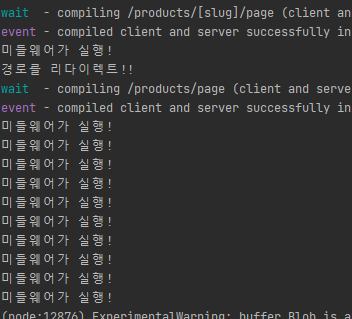 wait - compiling /products/[slug]/page (client an
event - compiled client and server successfully in
미들웨어가 실행!
경로를 리다이렉트!!
wait - compiling /products/page (client and serve
event - compiled client and server successfully in
미들웨어가 실행!
미들웨어가 실행!
미들웨어가 실행!
미들웨어가 실행!
미들웨어가 실행!
미들웨어가 실행!
미들웨어가 실행!
미들웨어가 실행!
미들웨어가 실행!
미들웨어가 실행!
(node:12876) ExperimentalWarning: buffer.Blob is a